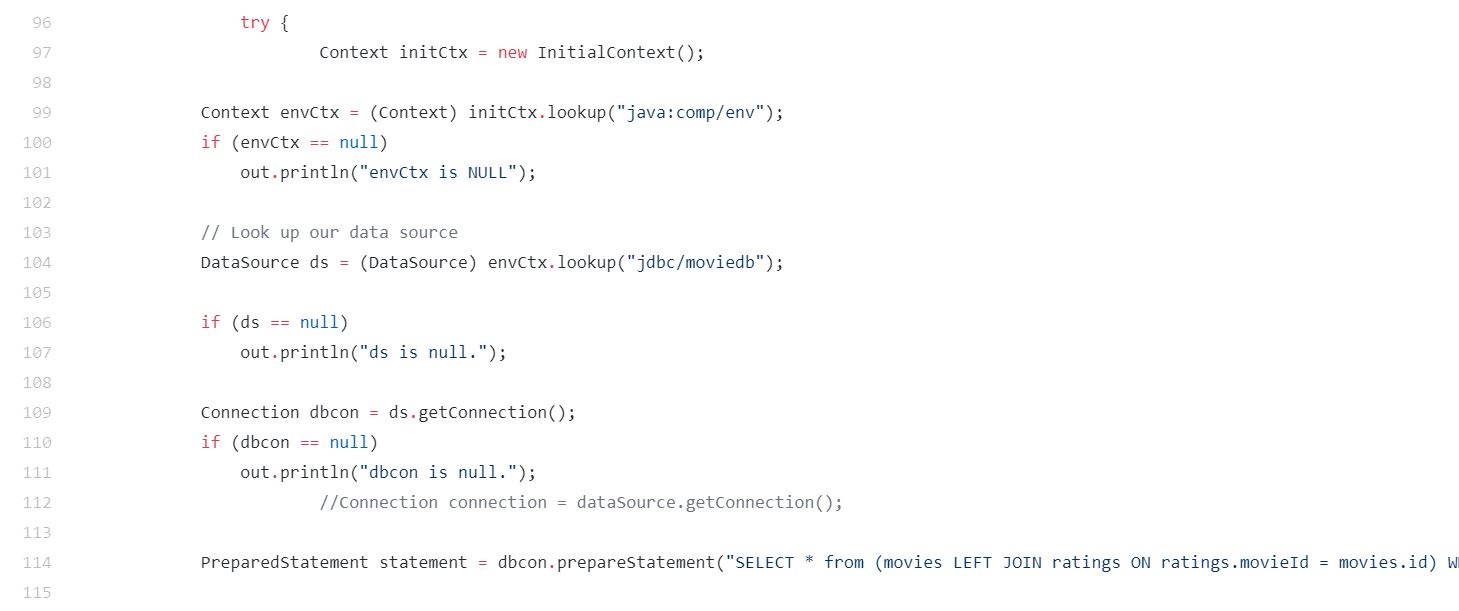 96 try {
97 Context initCtx = new InitialContext();
98
99 Context envCtx = (Context) initCtx.lookup("java:comp/env");
100 if (envCtx == null)
101 out.println("envCtx is NULL");
102
103 // Look up our data source
104 DataSource ds = (DataSource) envCtx.lookup("jdbc/moviedb");
105
106 if (ds == null)
107 out.println("ds is null.");
108
109 Connection dbcon = ds.getConnection();
110 if (dbcon == null)
111 out.println("dbcon is null.");
112 //Connection connection = dataSource.getConnection();
113
114 PreparedStatement statement = dbcon.prepareStatement("SELECT * from (movies LEFT JOIN ratings ON ratings.movieId = movies.id)
115